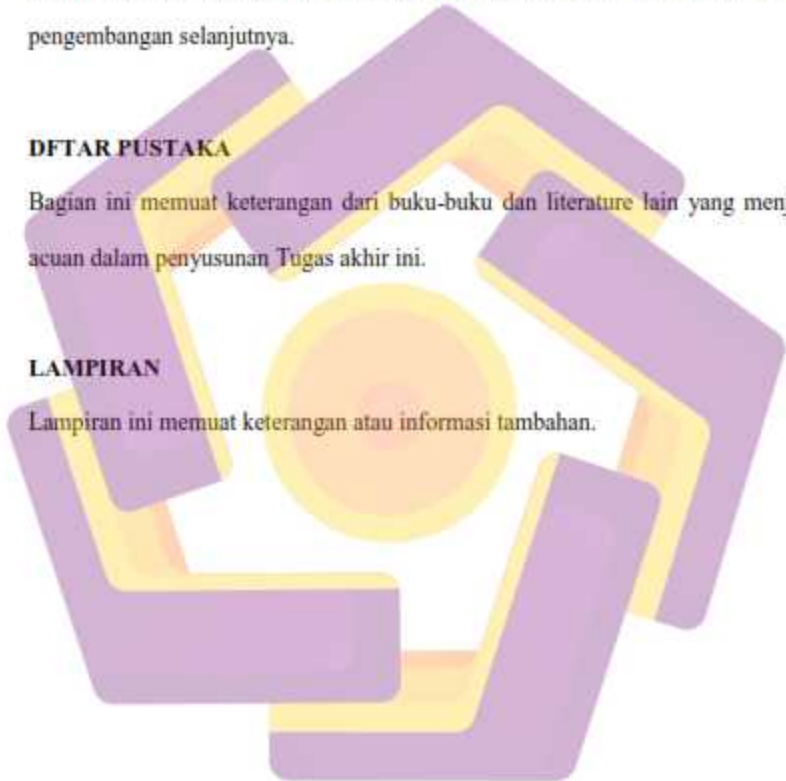 pengembangan selanjutnya.
DFTAR PUSTAKA
Bagian ini memuat keterangan dari buku-buku dan literature lain yang
acuan dalam penyusunan Tugas akhir ini.
LAMPIRAN
Lampiran ini memuat keterangan atau informasi tambahan.